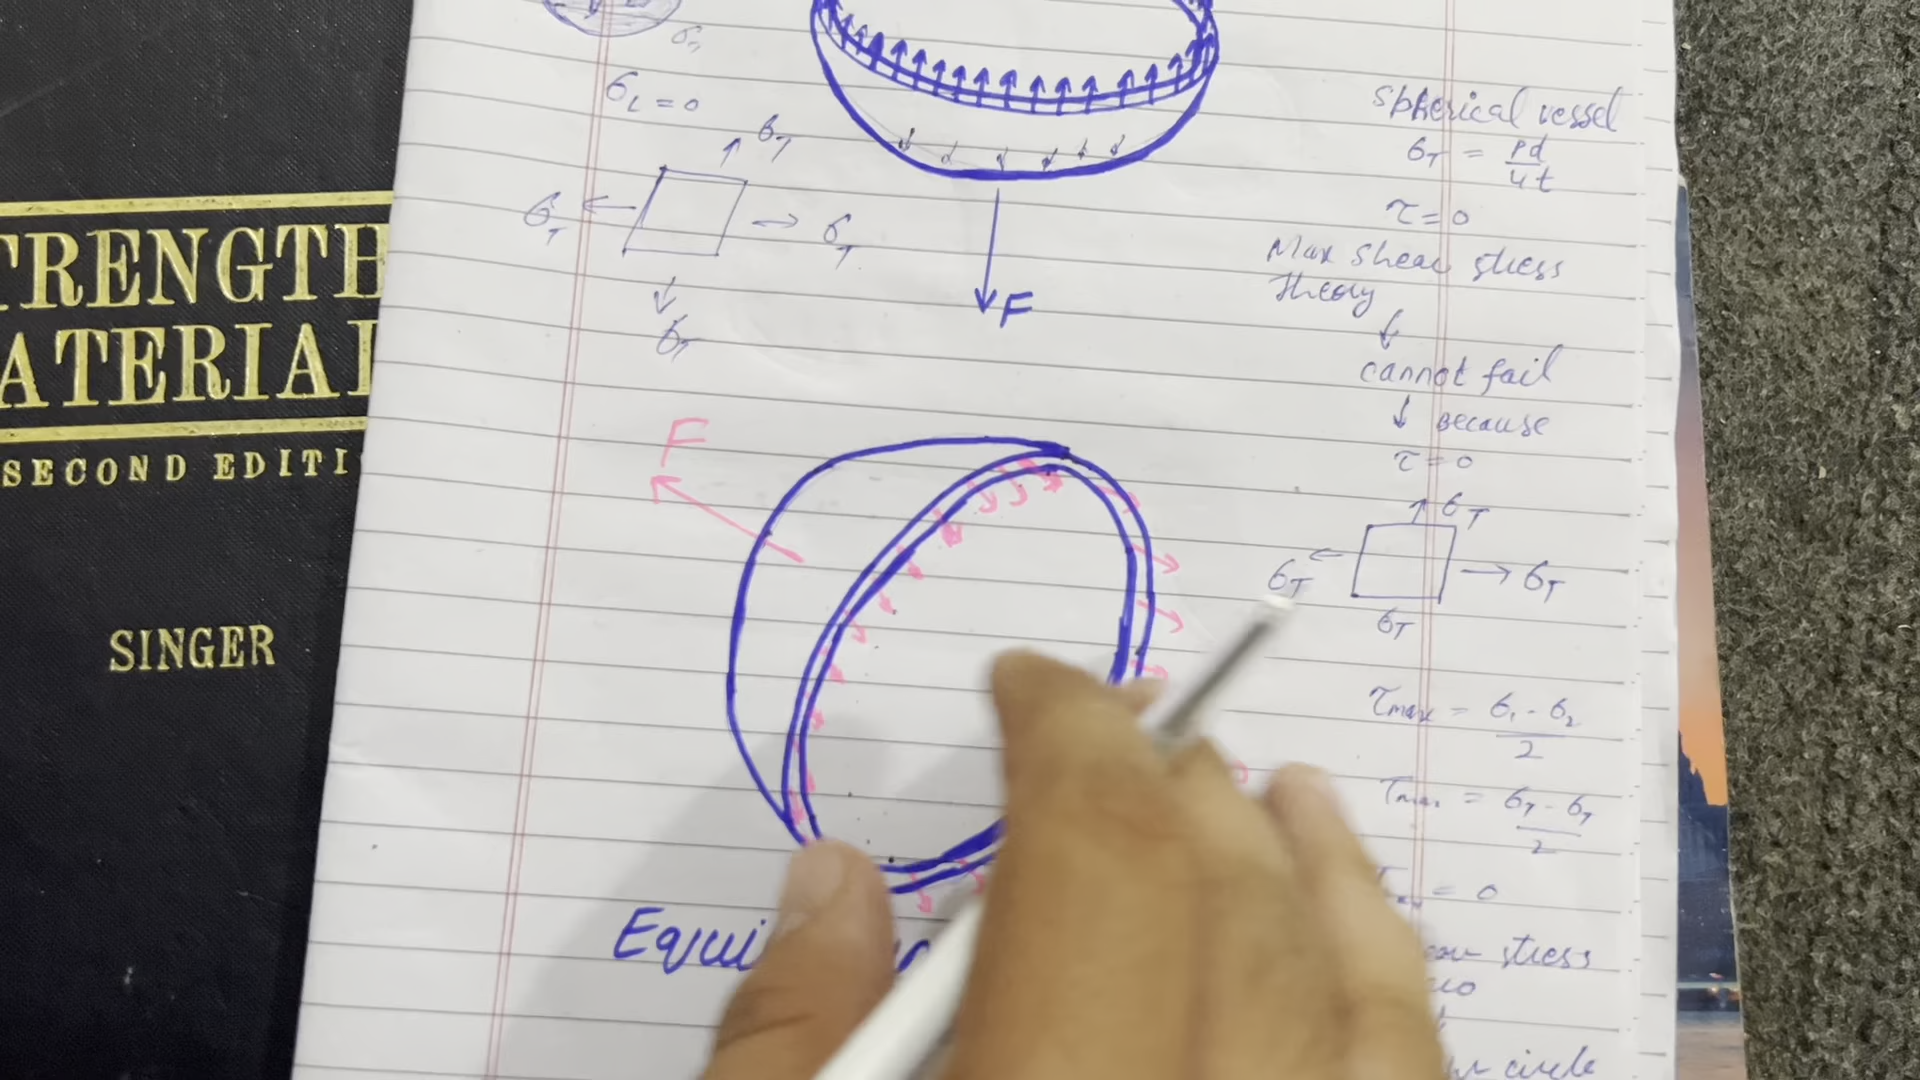 TRENGTH
ATERIAL
SECOND EDITI
SINGER
σL = 0
σT
σT
σT
σT
F
F
Equi
Spherical vessel
σT = pd
4t
τ = 0
Max shear stress
theory
↓
cannot fail
↓ because
τ = 0
σT
σT
σT
σT
τmax = σ1 - σ2
2
τmax = σT - σT
2
= 0
stress
circle